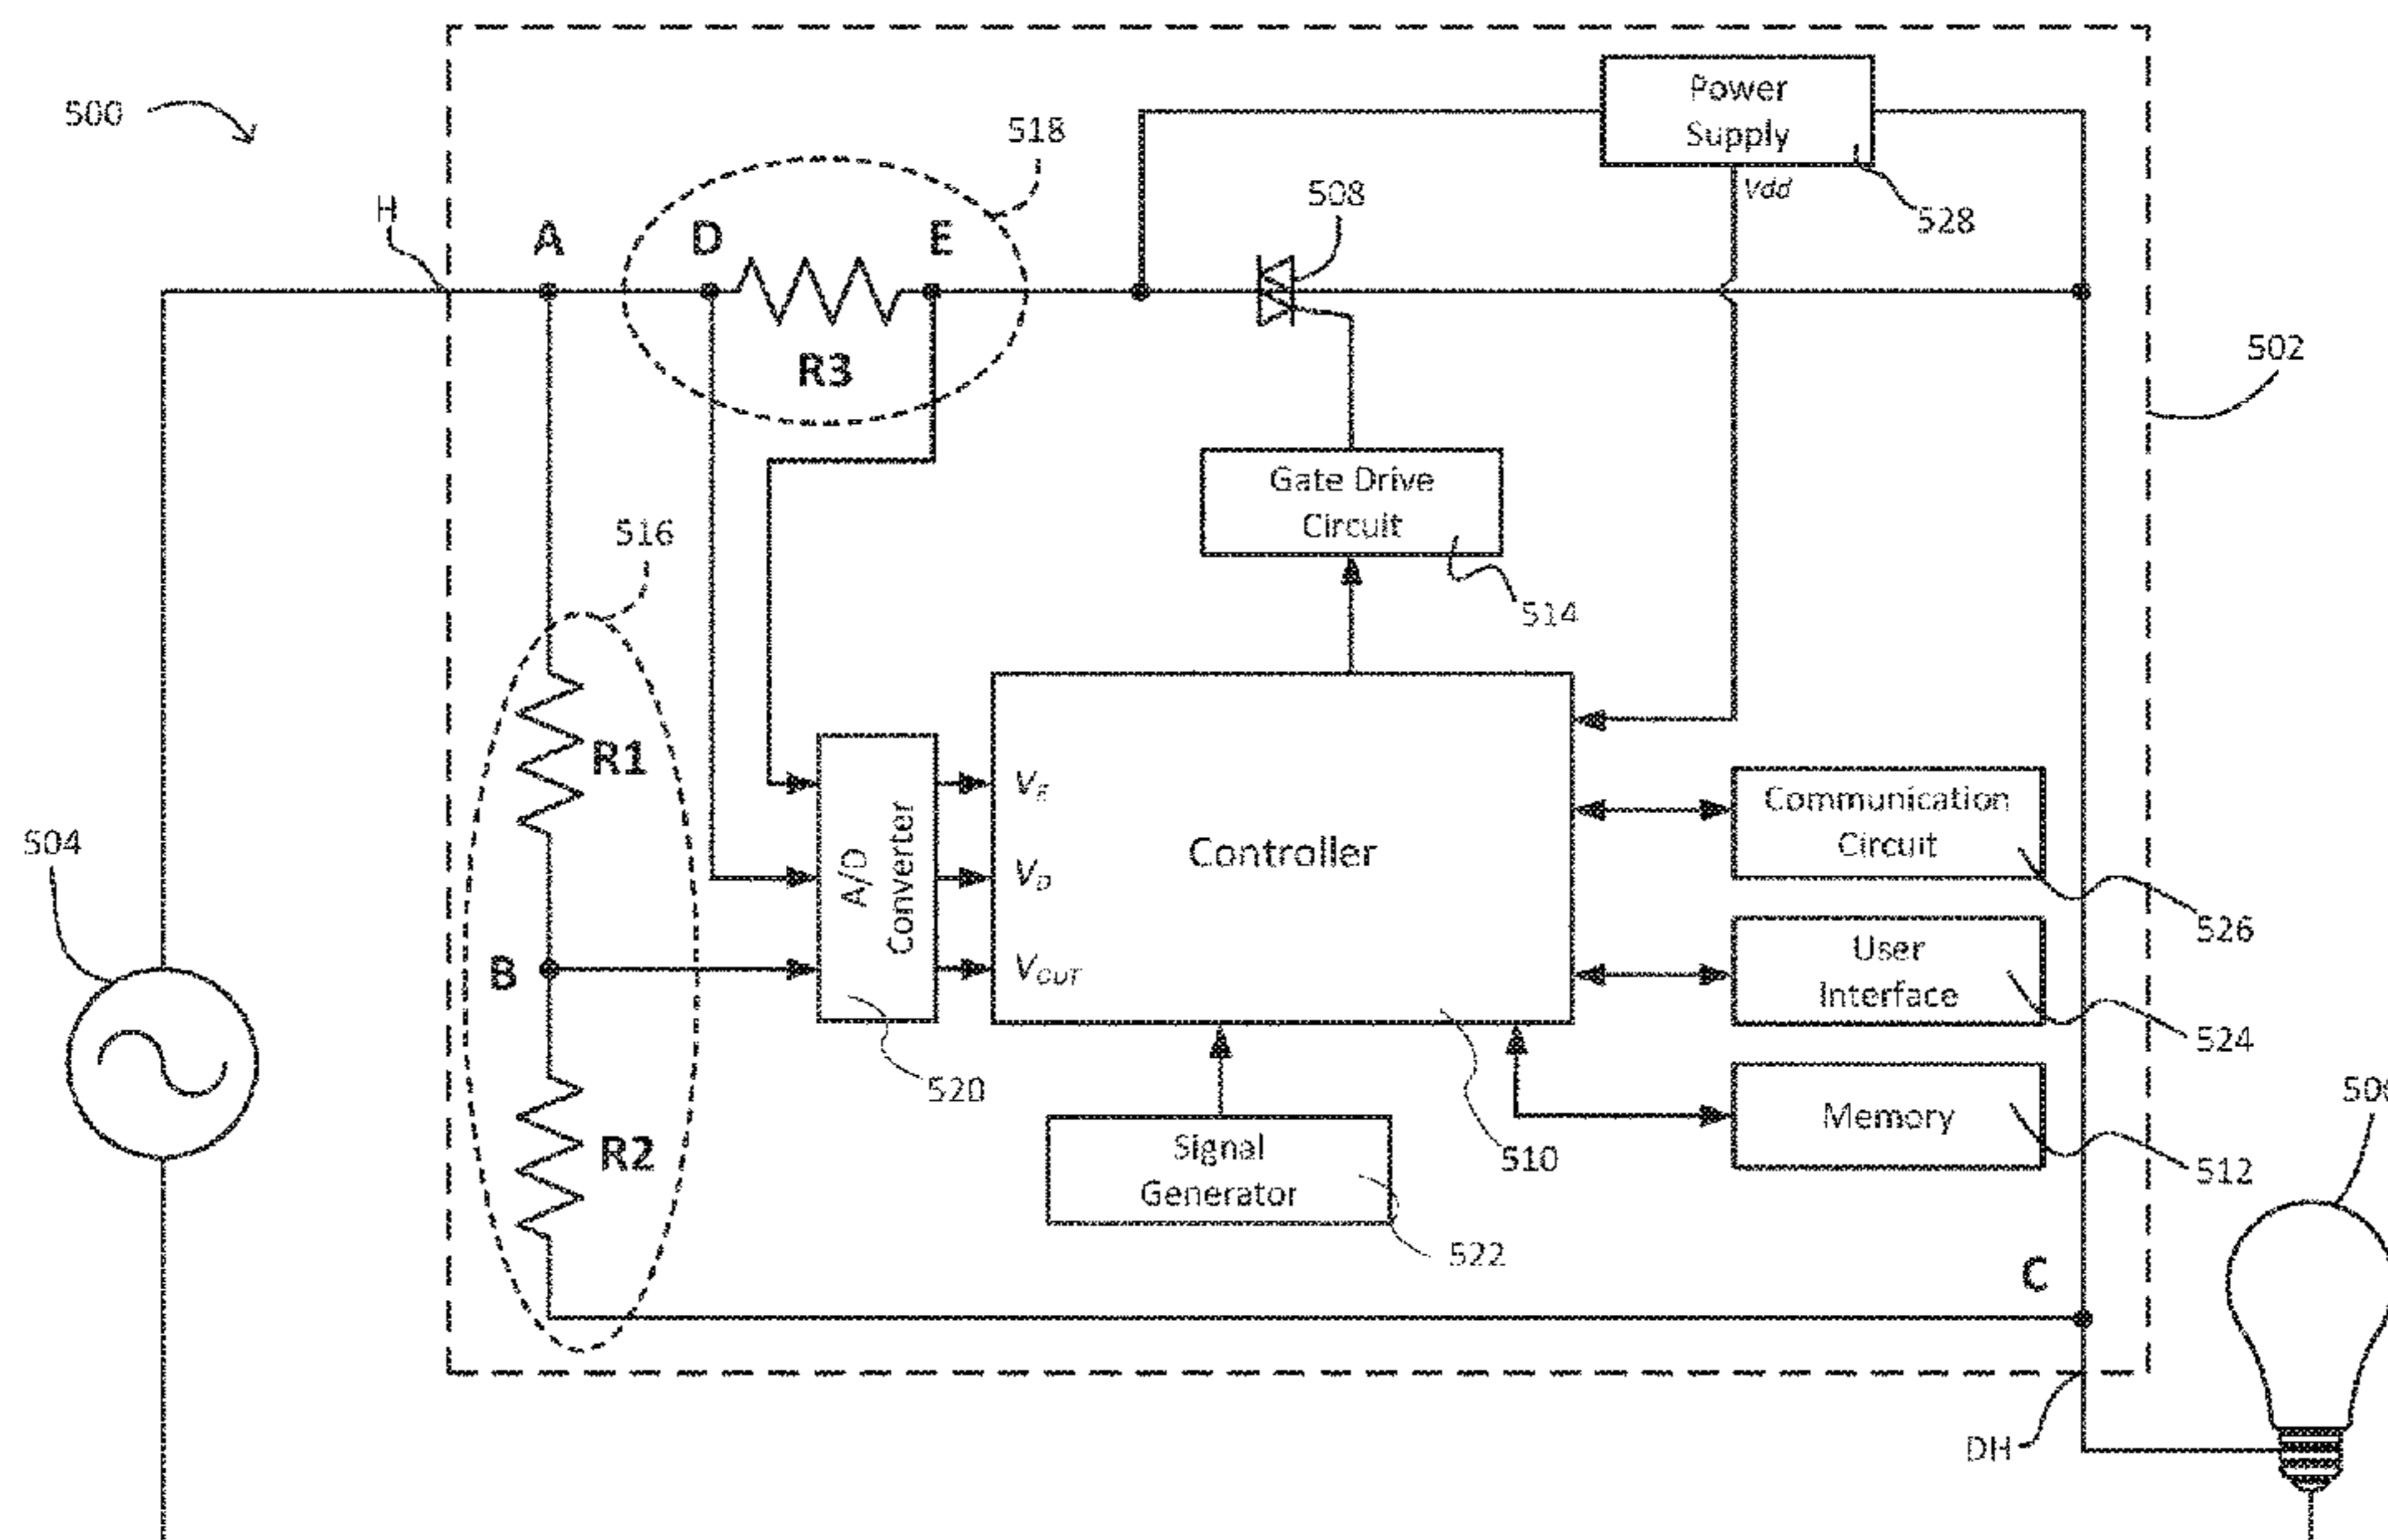 500
518
Power
Supply
Vdd
528
508
H
A
D
E
R3
502
Gate Drive
Circuit
514
516
R1
A/D
Converter
V_E
V_D
V_OUT
Controller
Communication
Circuit
526
504
B
User
Interface
524
520
R2
Signal
Generator
510
Memory
512
522
C
DH